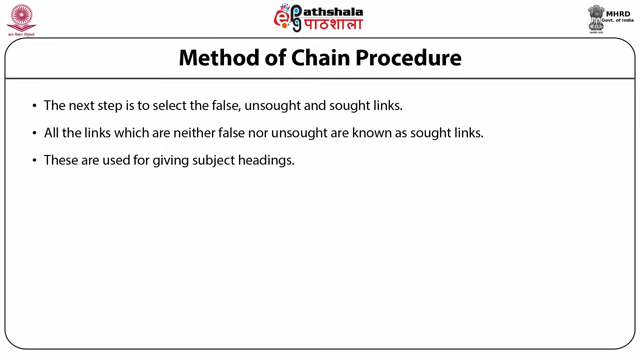 ePathshala
पाठशाला
MHRD
Govt. of India
Method of Chain Procedure
• The next step is to select the false, unsought and sought links.
• All the links which are neither false nor unsought are known as sought links.
• These are used for giving subject headings.